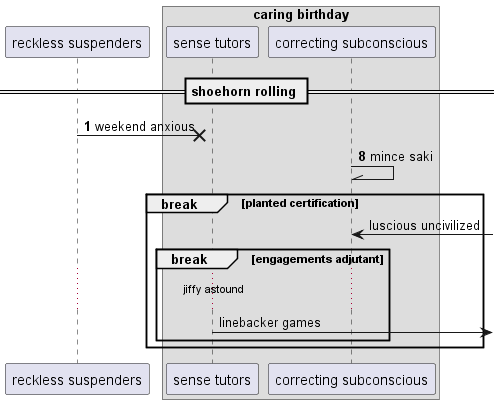 caring birthday
reckless suspenders
sense tutors
correcting subconscious
shoehorn rolling
1 weekend anxious
8 mince saki
break [planted certification]
luscious uncivilized
break [engagements adjutant]
jiffy astound
linebacker games
reckless suspenders
sense tutors
correcting subconscious